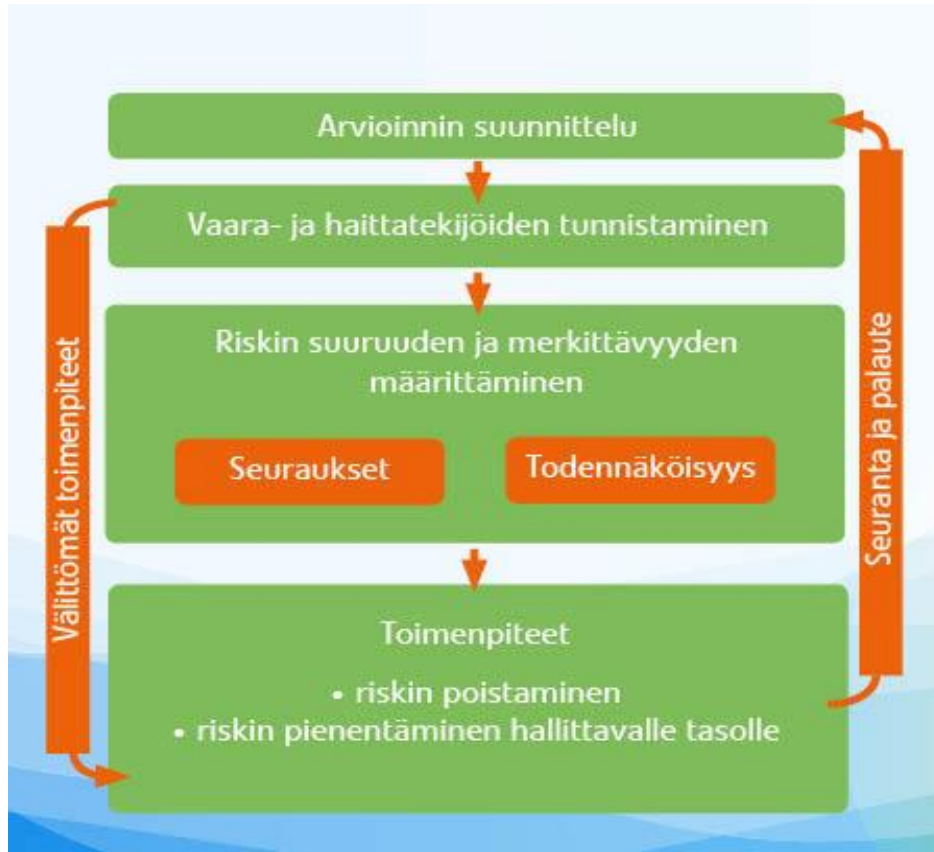 Arvioinnin suunnittelu
Vaara- ja haittatekijöiden tunnistaminen
Riskin suuruuden ja merkittävyyden
määrittäminen
Seuraukset
Todennäköisyys
Toimenpiteet
• riskin poistaminen
• riskin pienentäminen hallittavalle tasolle
Välittömät toimenpiteet
Seuranta ja palaute